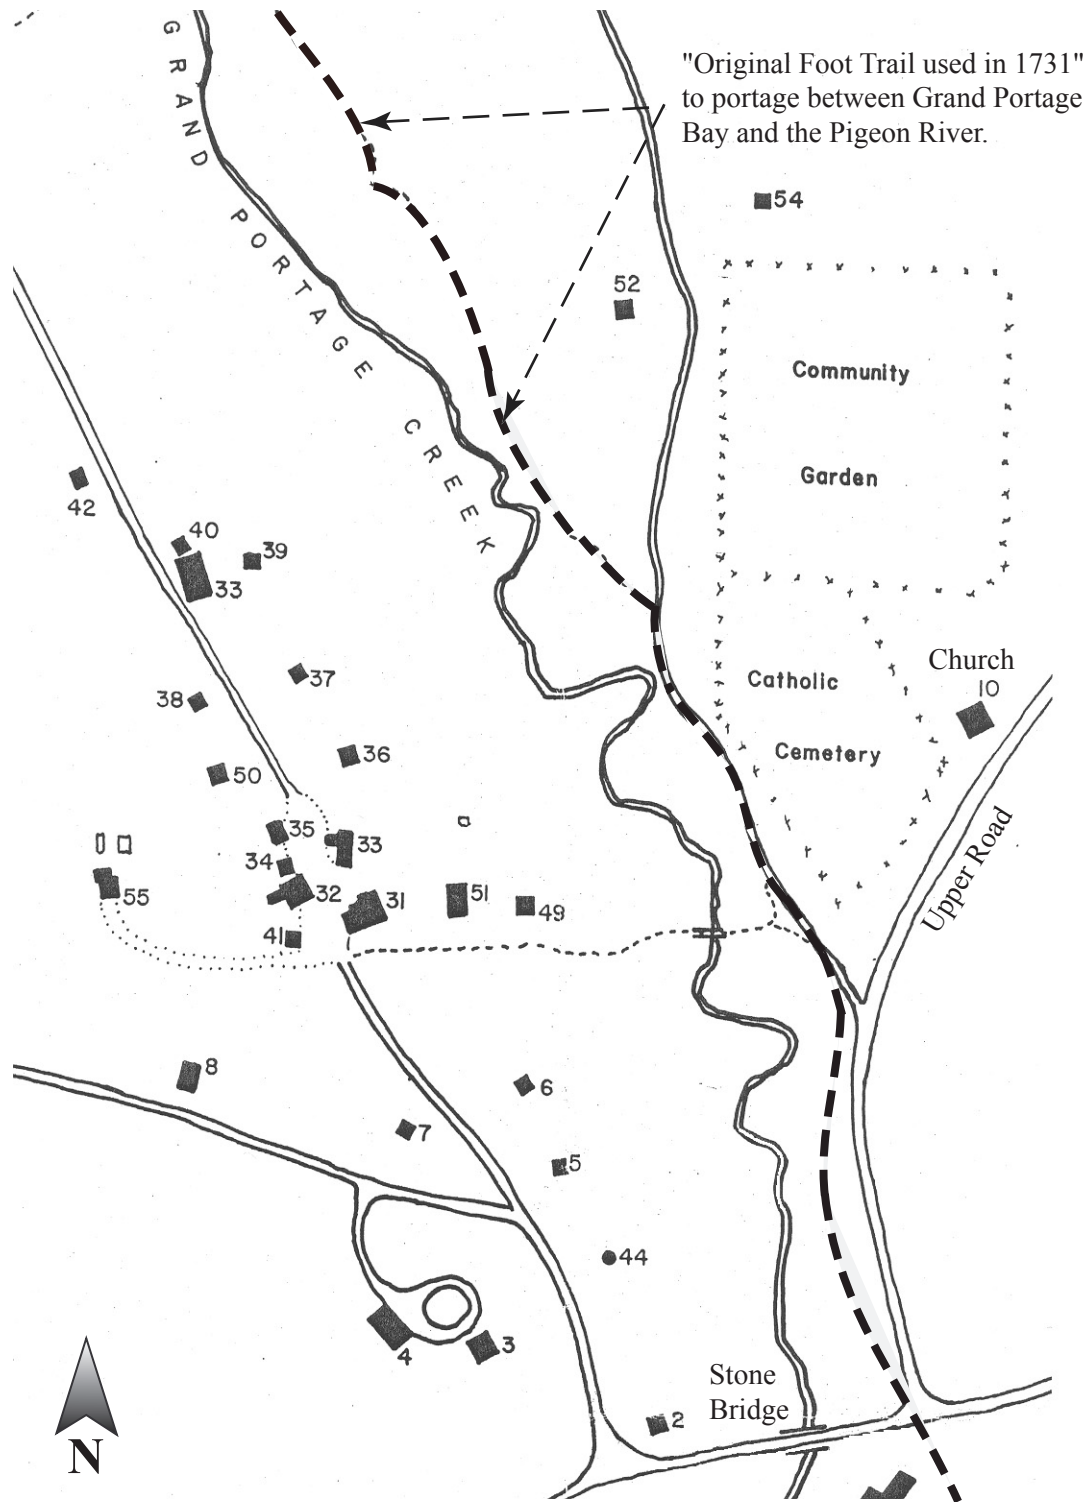 "Original Foot Trail used in 1731"
to portage between Grand Portage
Bay and the Pigeon River.
GRAND PORTAGE CREEK
54
52
Community
Garden
42
40
39
33
37
38
Catholic
Cemetery
Church
10
36
50
35
33
34
32
31
51
49
55
41
Upper Road
8
6
7
5
44
4
3
2
Stone
Bridge
N